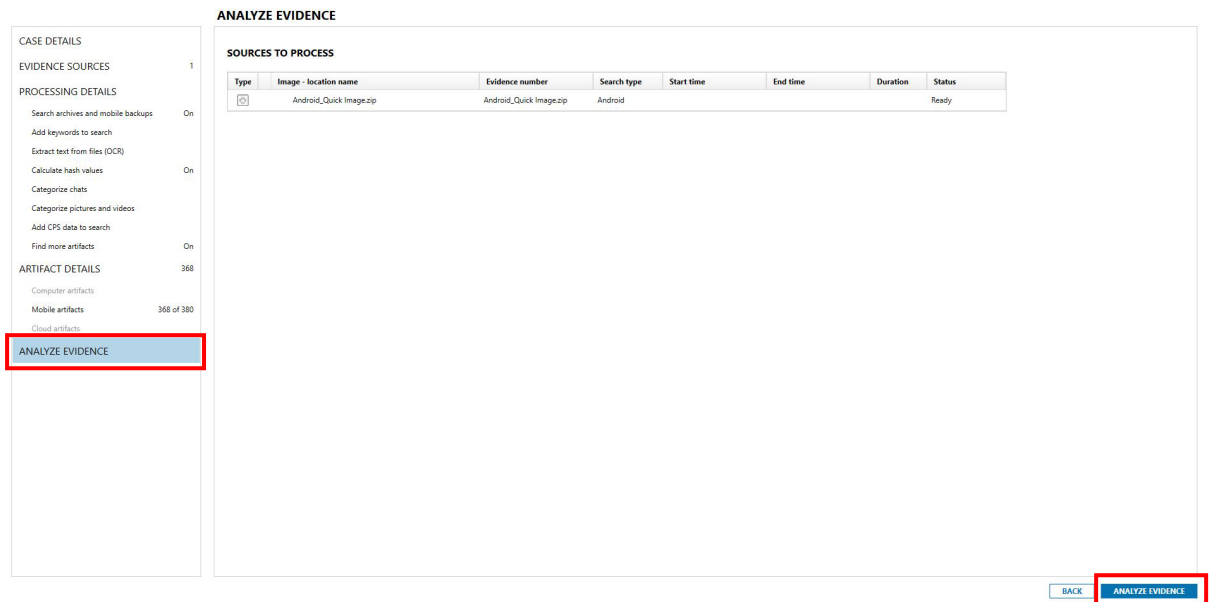 ANALYZE EVIDENCE
CASE DETAILS
EVIDENCE SOURCES 1
PROCESSING DETAILS
Search archives and mobile backups On
Add keywords to search
Extract text from files (OCR)
Calculate hash values On
Categorize chats
Categorize pictures and videos
Add CPS data to search
Find more artifacts On
ARTIFACT DETAILS 368
Computer artifacts
Mobile artifacts 368 of 380
Cloud artifacts
ANALYZE EVIDENCE
SOURCES TO PROCESS
Type Image - location name Evidence number Search type Start time End time Duration Status
Android_Quick Image.zip Android_Quick Image.zip Android Ready
BACK ANALYZE EVIDENCE